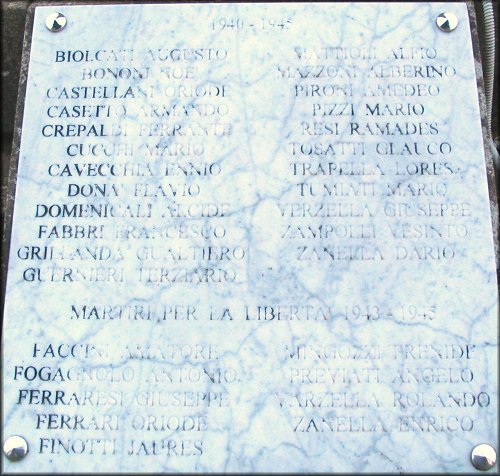 1940 - 1945
BIOLCATI AUGUSTO
BONONI NOE'
CASTELLANI ORIODE
CASETTO ARMANDO
CREPALDI FERRANTE
CUCCHI MARIO
CAVECCHIA ENNIO
DONA' FLAVIO
DOMENICALI ALCIDE
FABBRI FRANCESCO
GRILLANDA GUALTIERO
GUERNIERI TERZIARIO
MATTIOLI ALFIO
MAZZONI ALBERINO
PIRONI AMEDEO
PIZZI MARIO
RESI RAMADES
TOSATTI GLAUCO
TRAPELLA LORES
TUMIATI MARIO
VERZELLA GIUSEPPE
ZAMPOLLI VESINTO
ZANELLA DARIO
MARTIRI PER LA LIBERTA' 1943 - 1945
FACCINI AMATORE
FOGAGNOLO ANTONIO
FERRARESI GIUSEPPE
FERRARI ORIODE
FINOTTI JAURES
MINGOZZI PRENIDE
PREVIATI ANGELO
VARZELLA ROLANDO
ZANELLA ENRICO